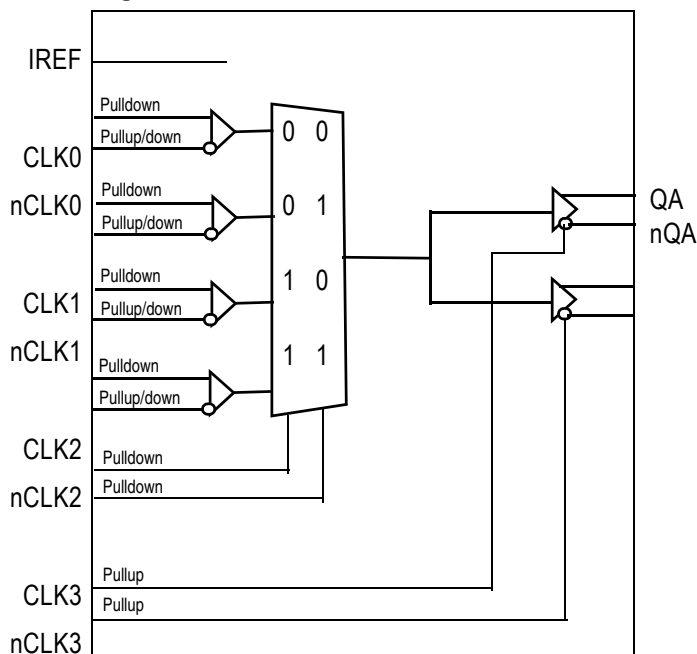 IREF
Pulldown
Pullup/down
CLK0
nCLK0
Pulldown
Pullup/down
CLK1
nCLK1
Pulldown
Pullup/down
Pulldown
Pullup/down
CLK2
nCLK2
Pulldown
Pulldown
CLK3
nCLK3
Pullup
Pullup
0 0
0 1
1 0
1 1
QA
nQA